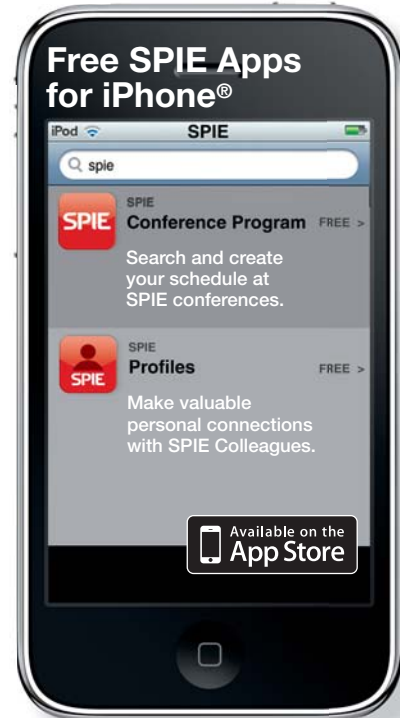 Free SPIE Apps
for iPhone®
iPod SPIE
spie
SPIE
SPIE
Conference Program FREE >
Search and create
your schedule at
SPIE conferences.
SPIE
SPIE
Profiles FREE >
Make valuable
personal connections
with SPIE Colleagues.
Available on the
App Store